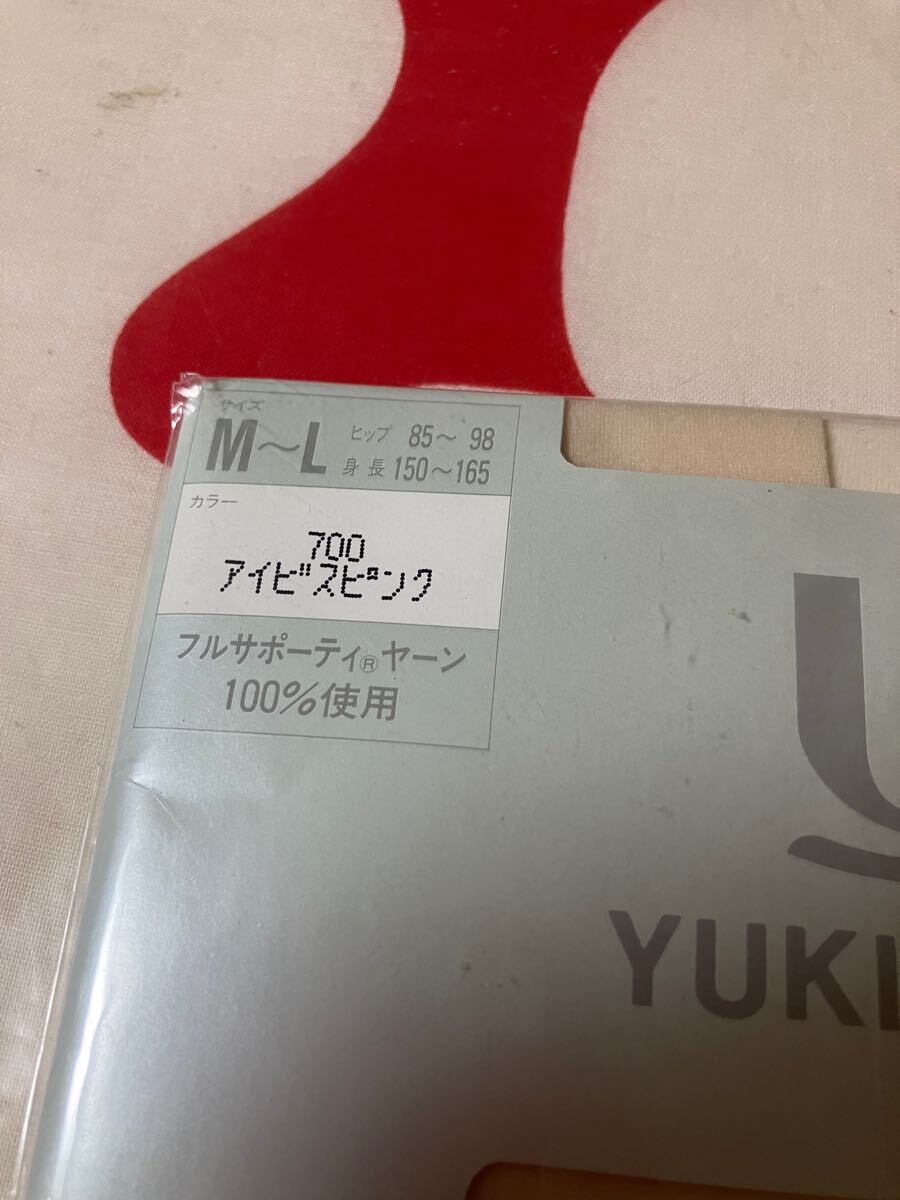 サイズ
M～L ヒップ 85～98
身長 150～165
カラー
700
アイビスピンク
フルサポーティ®ヤーン
100%使用
YUKI